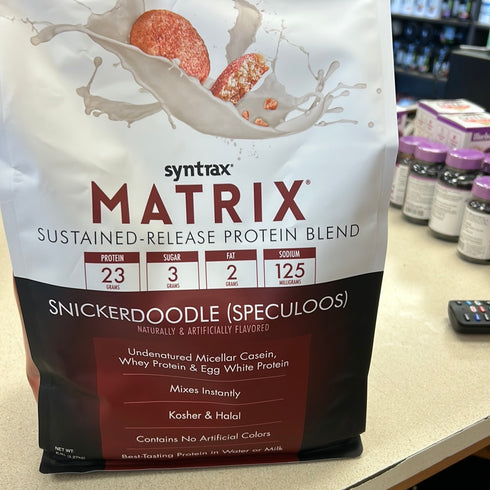 syntrax®
MATRIX®
SUSTAINED-RELEASE PROTEIN BLEND
PROTEIN SUGAR FAT SODIUM
23 3 2 125
GRAMS GRAMS GRAMS MILLIGRAMS
SNICKERDOODLE (SPECULOOS)
NATURALLY & ARTIFICIALLY FLAVORED
Undenatured Micellar Casein,
Whey Protein & Egg White Protein
Mixes Instantly
Kosher & Halal
Contains No Artificial Colors
Best-Tasting Protein in Water or Milk
NET WT.